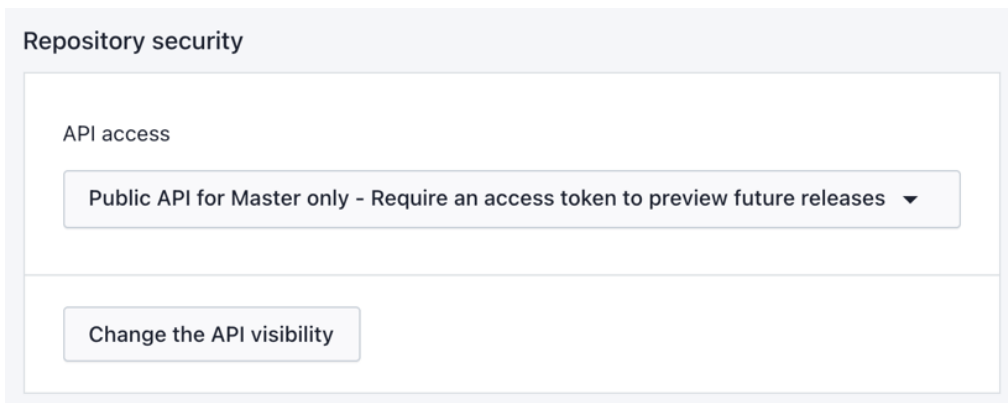 Repository security
API access
Public API for Master only - Require an access token to preview future releases
Change the API visibility